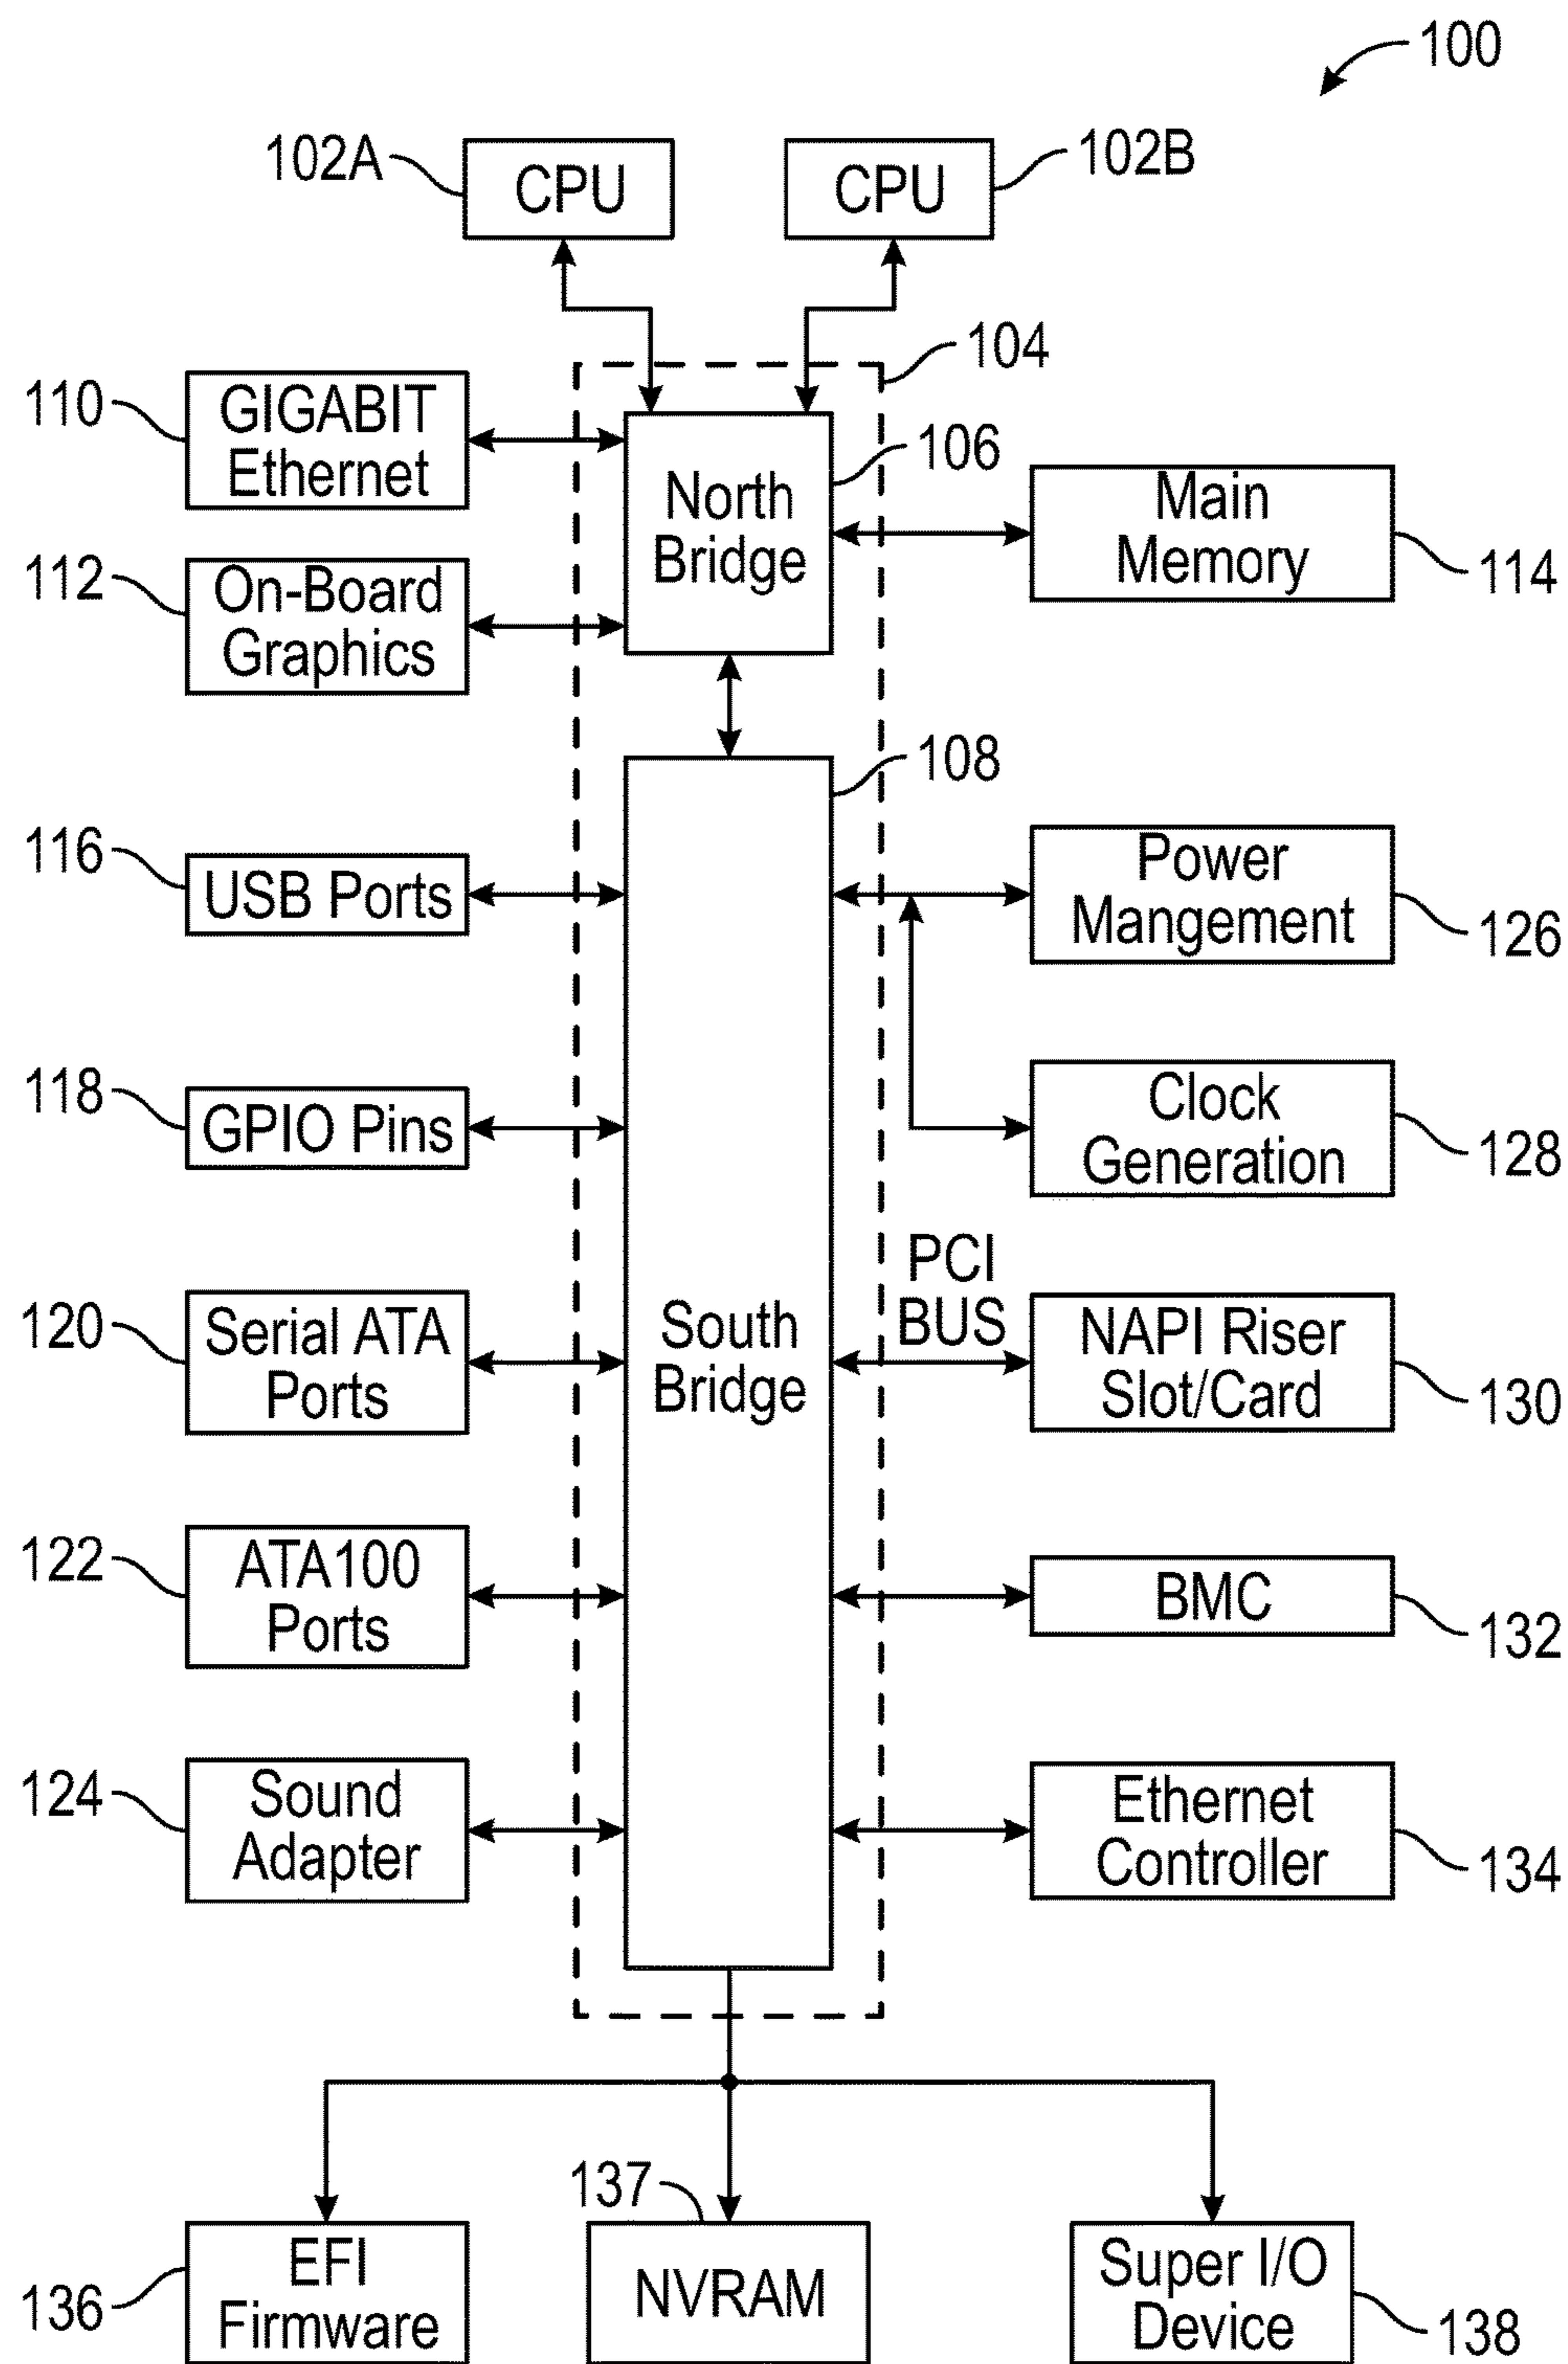 100
102A
CPU
CPU
102B
104
110
GIGABIT
Ethernet
North
Bridge
106
Main
Memory
114
112
On-Board
Graphics
108
116
USB Ports
Power
Mangement
126
118
GPIO Pins
Clock
Generation
128
120
Serial ATA
Ports
South
Bridge
PCI
BUS
NAPI Riser
Slot/Card
130
122
ATA100
Ports
BMC
132
124
Sound
Adapter
Ethernet
Controller
134
136
EFI
Firmware
137
NVRAM
Super I/O
Device
138